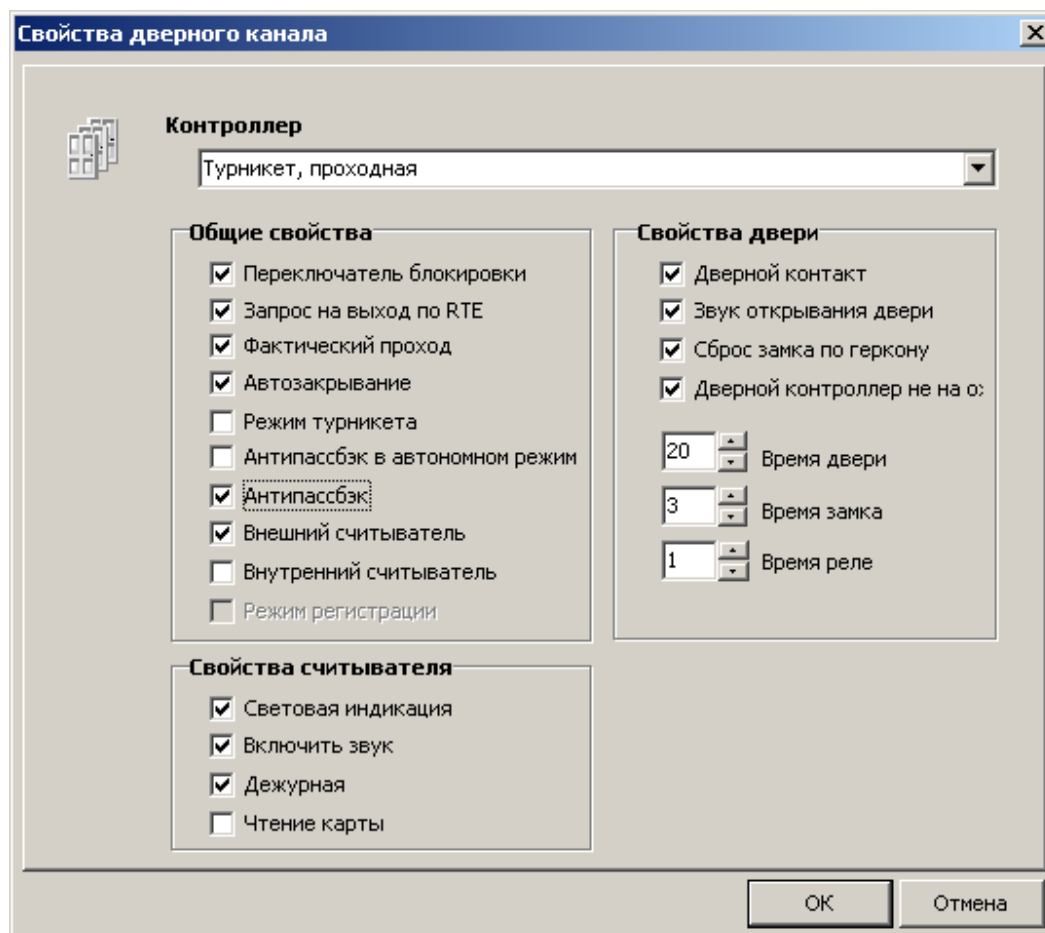 Свойства дверного канала
Контроллер
Турникет, проходная
Общие свойства
Переключатель блокировки
Запрос на выход по RTE
Фактический проход
Автозакрывание
Режим турникета
Антипассбэк в автономном режим
Антипассбэк
Внешний считыватель
Внутренний считыватель
Режим регистрации
Свойства двери
Дверной контакт
Звук открывания двери
Сброс замка по геркону
Дверной контроллер не на о
20 Время двери
3 Время замка
1 Время реле
Свойства считывателя
Световая индикация
Включить звук
Дежурная
Чтение карты
ОК
Отмена